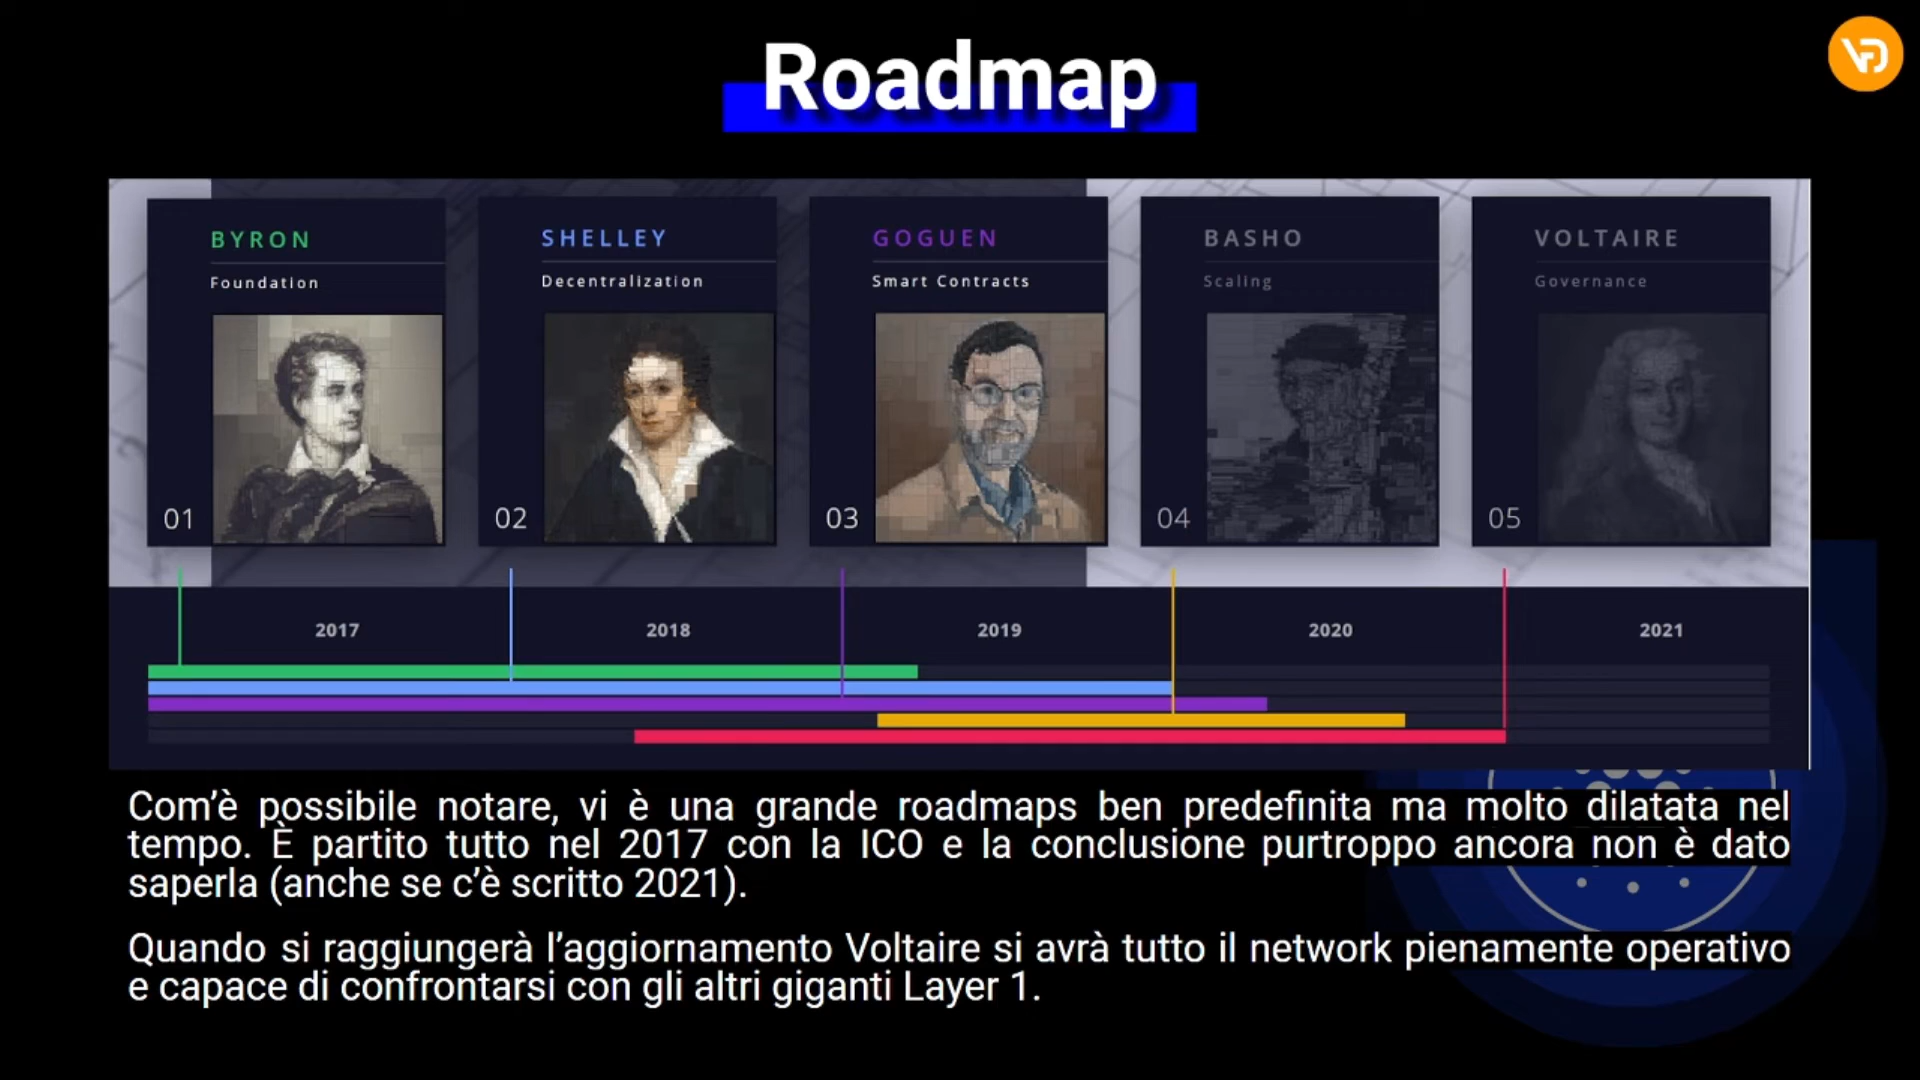 Roadmap
BYRON
Foundation
01
SHELLEY
Decentralization
02
GOGUEN
Smart Contracts
03
BASHO
Scaling
04
VOLTAIRE
Governance
05
2017 2018 2019 2020 2021
Com’è possibile notare, vi è una grande roadmaps ben predefinita ma molto dilatata nel
tempo. È partito tutto nel 2017 con la ICO e la conclusione purtroppo ancora non è dato
saperla (anche se c’è scritto 2021).
Quando si raggiungerà l’aggiornamento Voltaire si avrà tutto il network pienamente operativo
e capace di confrontarsi con gli altri giganti Layer 1.